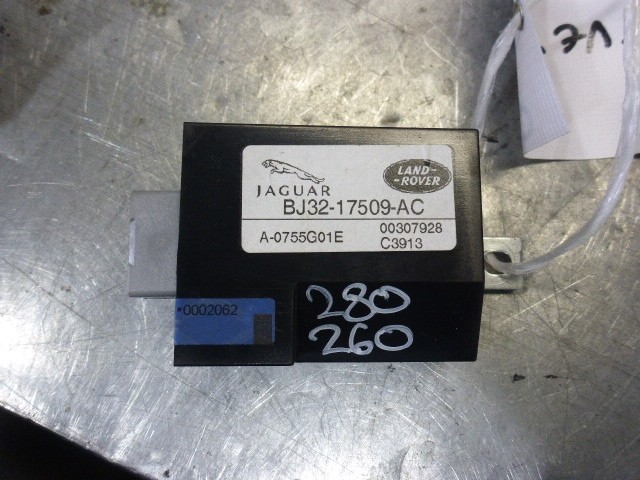 JAGUAR
LAND-
-ROVER
BJ32-17509-AC
A-0755G01E
00307928
C3913
0002062
280
260